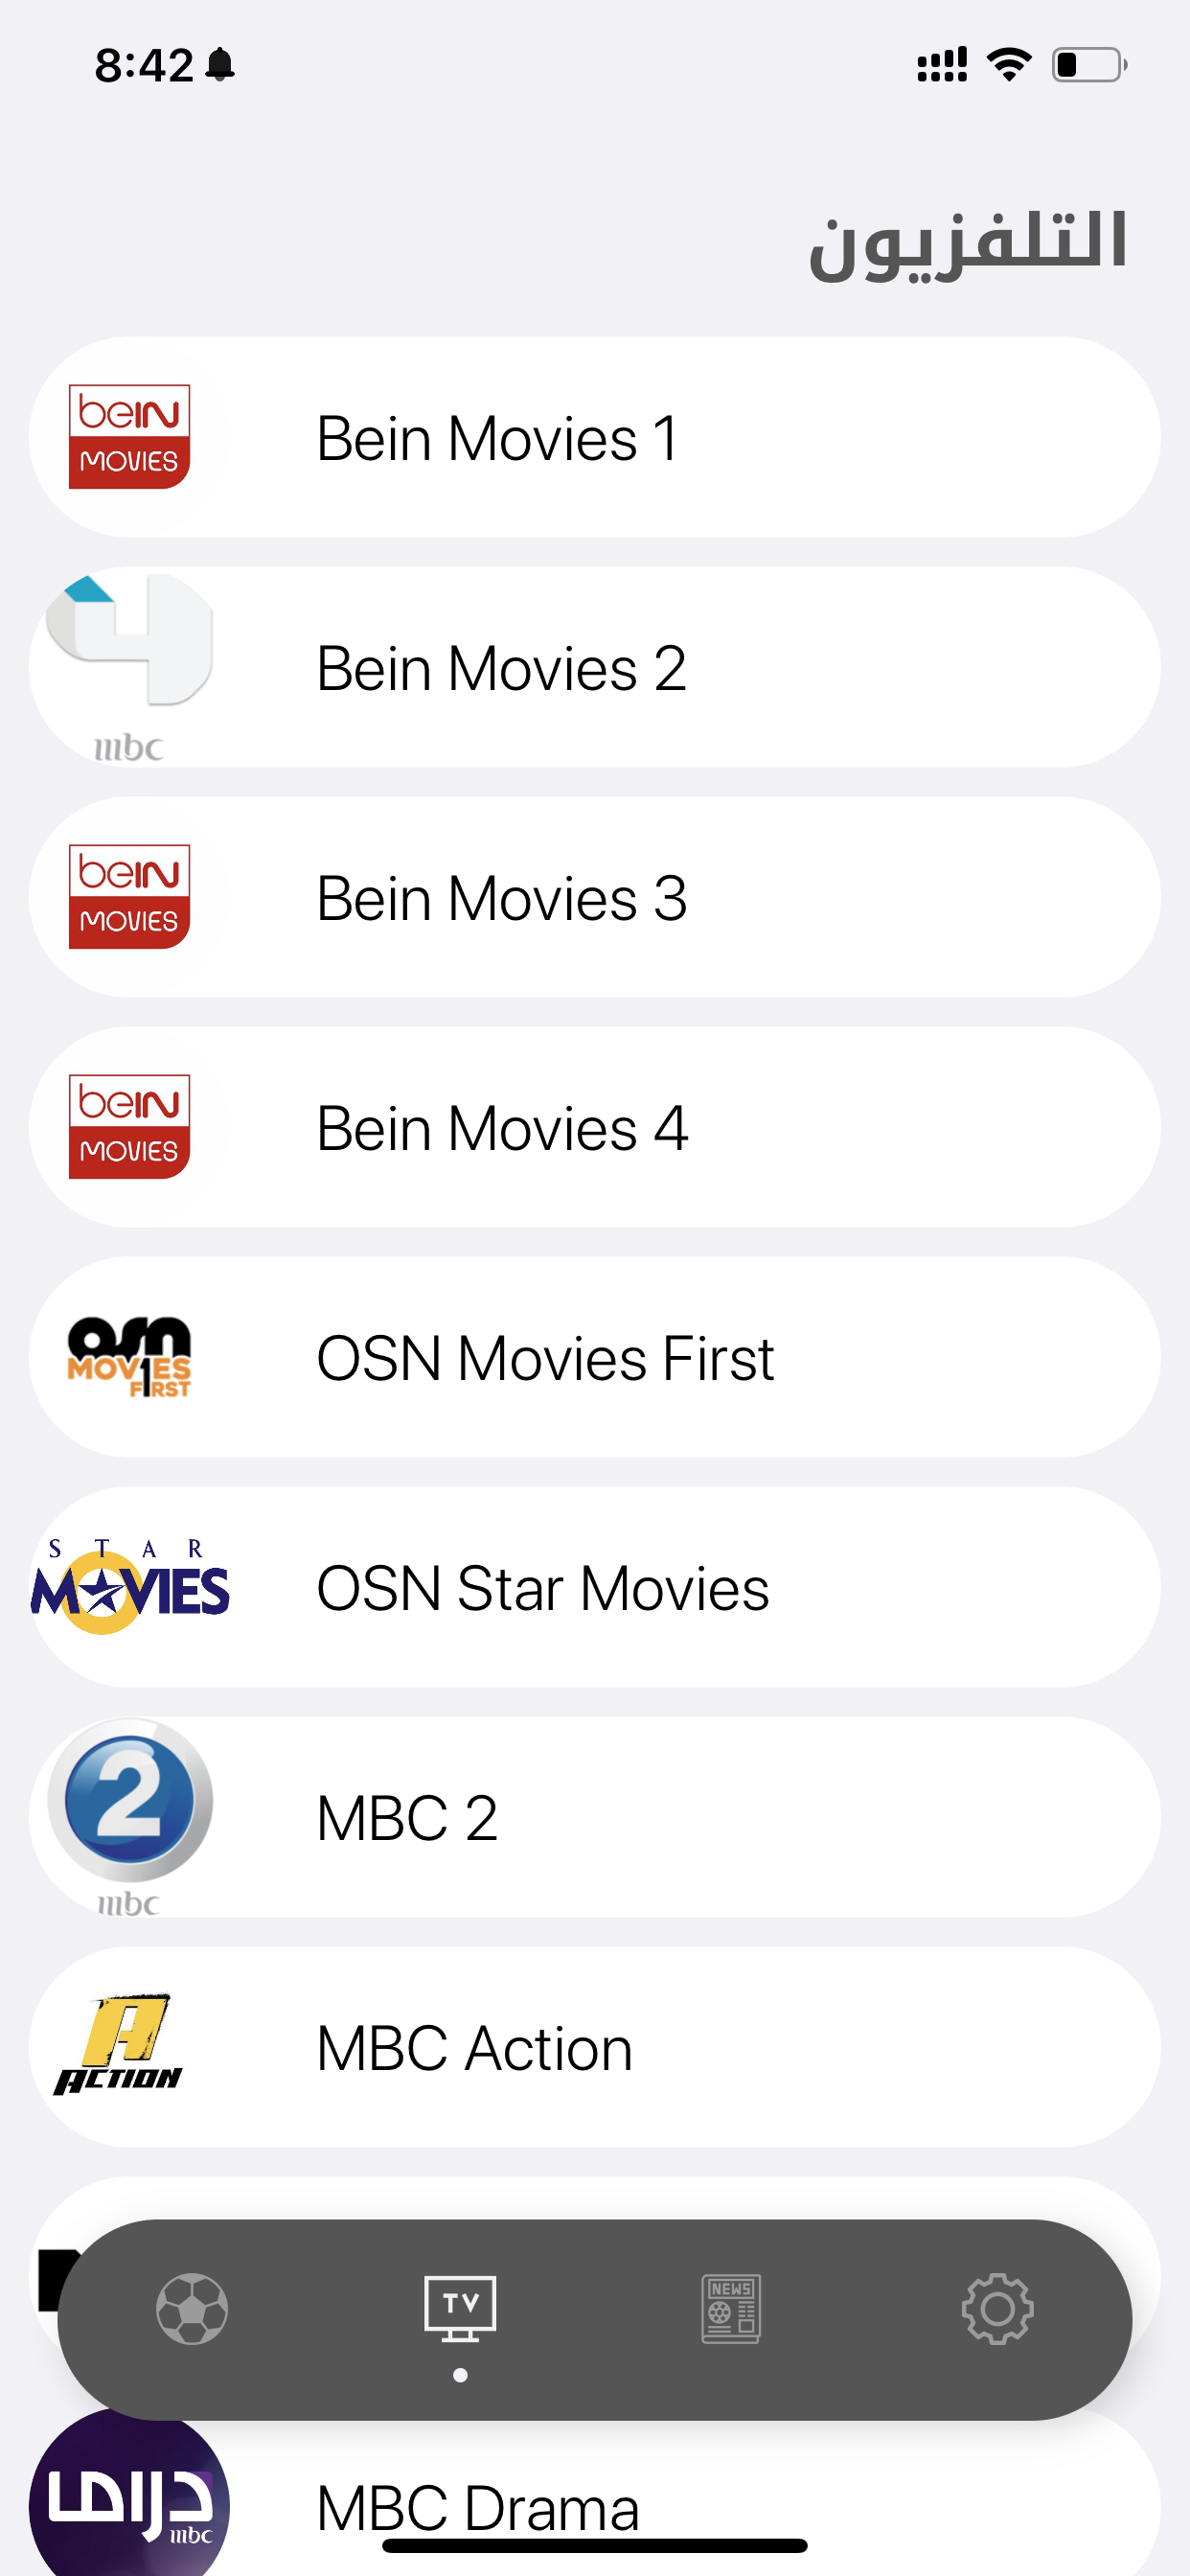 8:42
التلفزيون
beIN
MOVIES
Bein Movies 1
mbc
Bein Movies 2
beIN
MOVIES
Bein Movies 3
beIN
MOVIES
Bein Movies 4
OSN
MOVIES
FIRST
OSN Movies First
STAR
MOVIES
OSN Star Movies
2
mbc
MBC 2
A
ACTION
MBC Action
TV
NEWS
دراما
mbc
MBC Drama